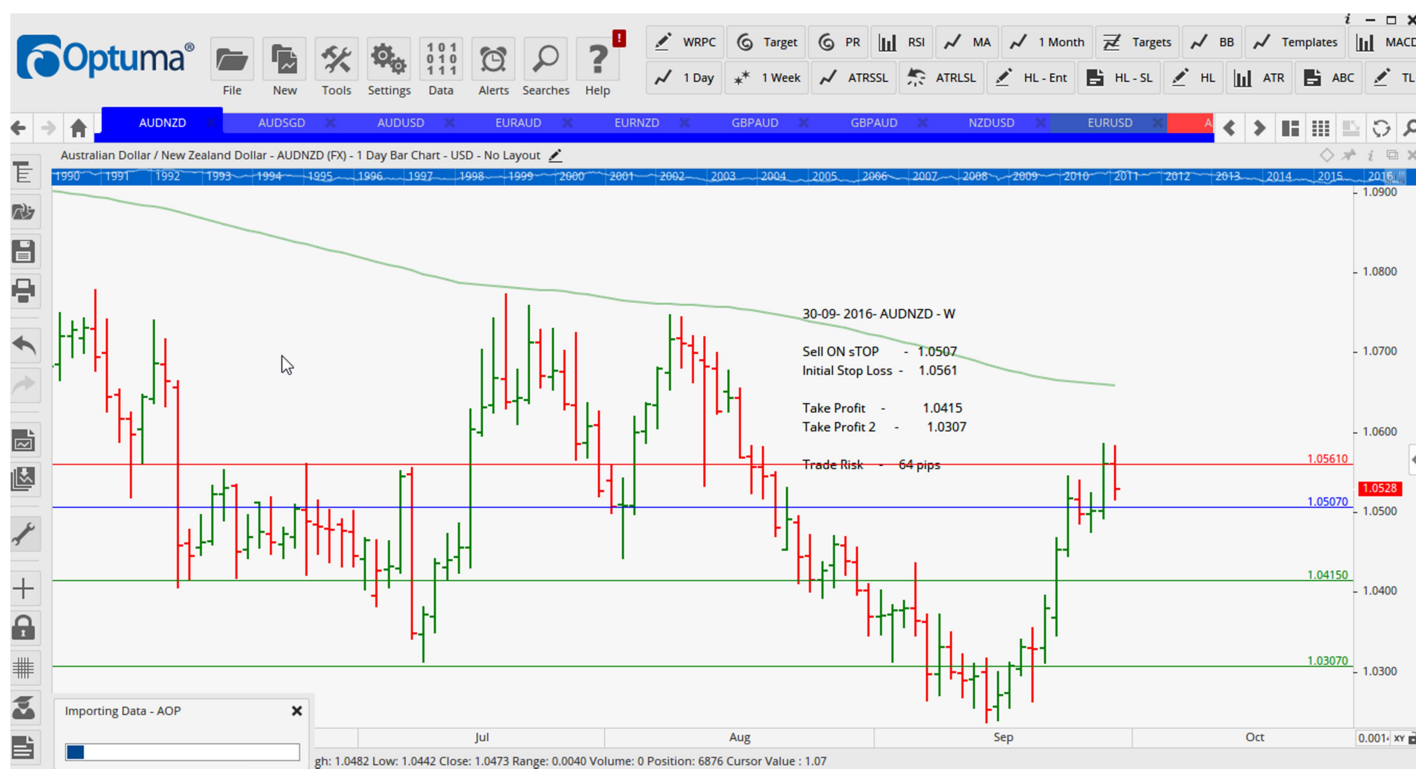 Optuma®
File
New
Tools
Settings
Data
Alerts
Searches
Help
WRPC
Target
PR
RSI
MA
1 Month
Targets
BB
Templates
MACD
1 Day
1 Week
ATRSSL
ATRLSL
HL - Ent
HL - SL
HL
ATR
ABC
TL
AUDNZD
AUDSGD
AUDUSD
EURAUD
EURNZD
GBPAUD
GBPAUD
NZDUSD
EURUSD
A
Australian Dollar / New Zealand Dollar - AUDNZD (FX) - 1 Day Bar Chart - USD - No Layout
1990 1991 1992 1993 1994 1995 1996 1997 1998 1999 2000 2001 2002 2003 2004 2005 2006 2007 2008 2009 2010 2011 2012 2013 2014 2015 2016
1.0900
1.0800
30-09- 2016- AUDNZD - W
Sell ON sTOP - 1.0507
1.0700
Initial Stop Loss - 1.0561
Take Profit - 1.0415
Take Profit 2 - 1.0307
1.0600
Trade Risk - 64 pips
1.05610
1.0528
1.05070
1.0500
1.04150
1.0400
1.03070
1.0300
Importing Data - AOP
Jul Aug Sep Oct
0.001 XY
gh: 1.0482 Low: 1.0442 Close: 1.0473 Range: 0.0040 Volume: 0 Position: 6876 Cursor Value : 1.07